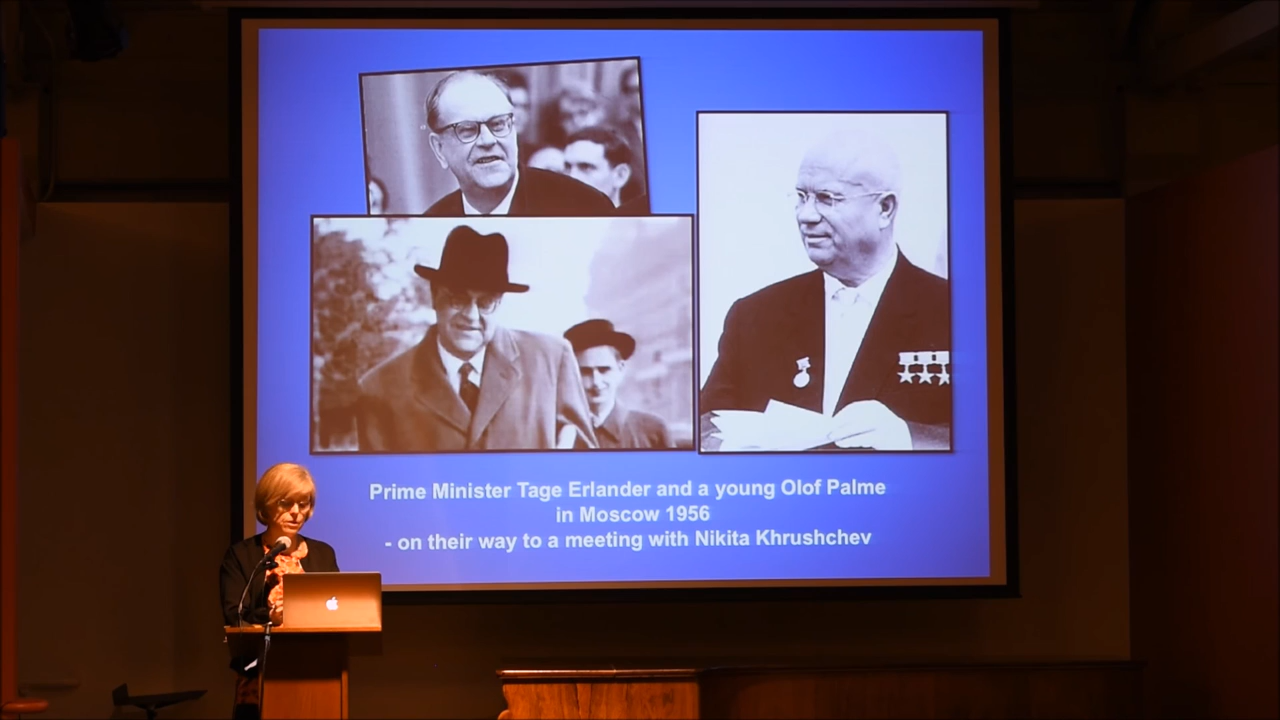 Prime Minister Tage Erlander and a young Olof Palme
in Moscow 1956
- on their way to a meeting with Nikita Khrushchev